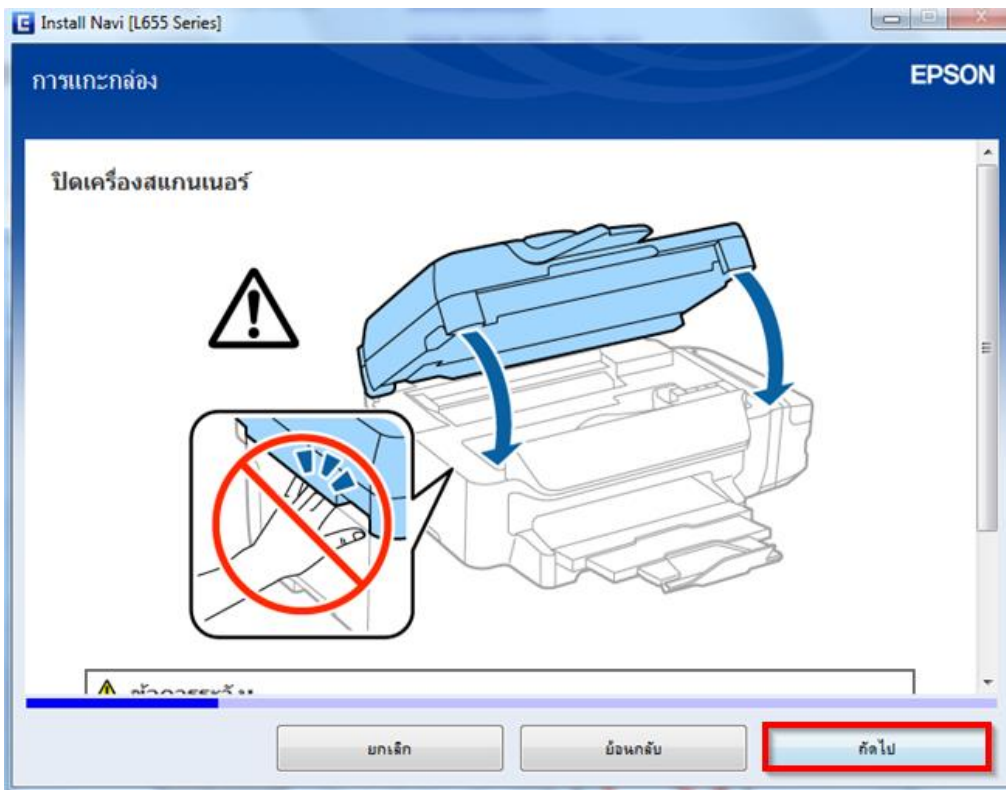 Install Navi [L655 Series]
การแกะกล่อง
EPSON
ปิดเครื่องสแกนเนอร์
ยกเลิก
ย้อนกลับ
ถัดไป